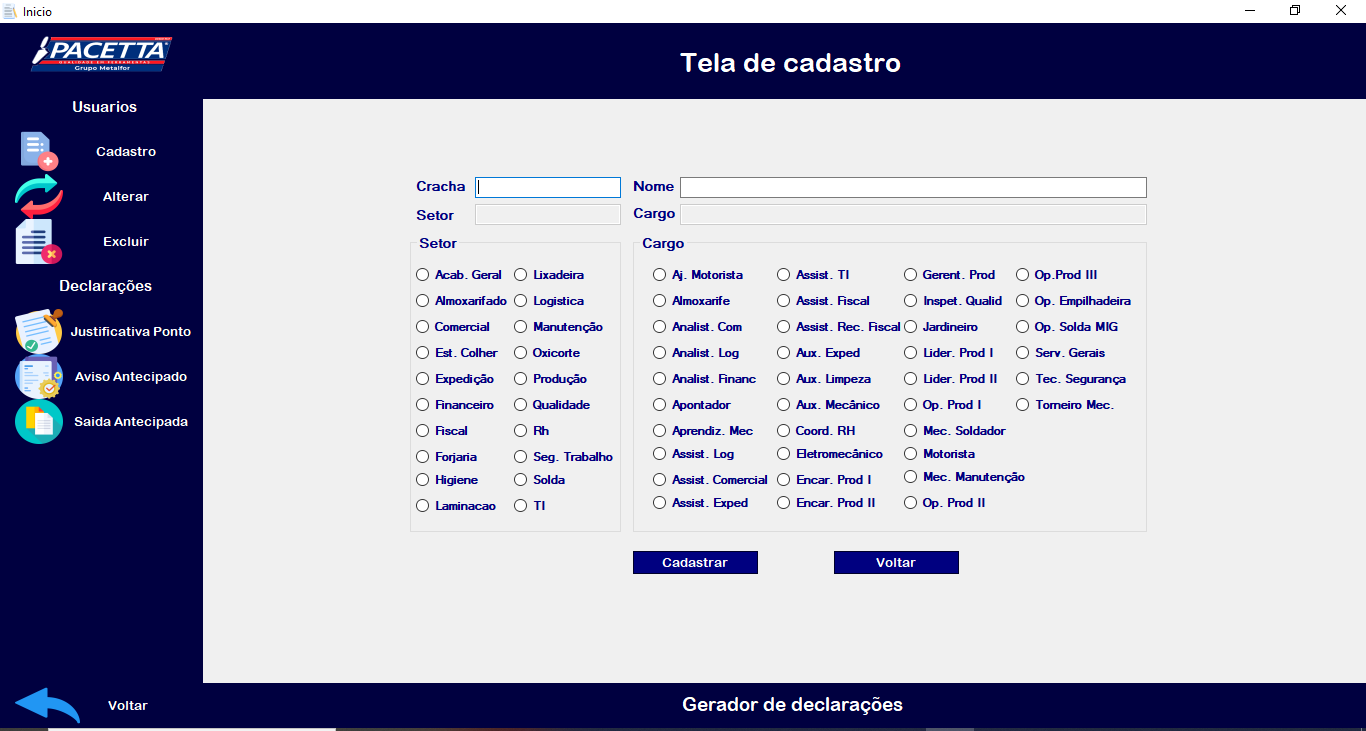 Inicio
PACETTA
QUALIDADE EM FERRAMENTAS
Grupo Metalfor
Tela de cadastro
Usuarios
Cadastro
Alterar
Excluir
Declarações
Justificativa Ponto
Aviso Antecipado
Saida Antecipada
Voltar
Cracha
Nome
Setor
Cargo
Setor
Acab. Geral
Lixadeira
Almoxarifado
Logistica
Comercial
Manutenção
Est. Colher
Oxicorte
Expedição
Produção
Financeiro
Qualidade
Fiscal
Rh
Forjaria
Seg. Trabalho
Higiene
Solda
Laminacao
TI
Cargo
Aj. Motorista
Assist. TI
Gerent. Prod
Op.Prod III
Almoxarife
Assist. Fiscal
Inspet. Qualid
Op. Empilhadeira
Analist. Com
Assist. Rec. Fiscal
Jardineiro
Op. Solda MIG
Analist. Log
Aux. Exped
Lider. Prod I
Serv. Gerais
Analist. Financ
Aux. Limpeza
Lider. Prod II
Tec. Segurança
Apontador
Aux. Mecânico
Op. Prod I
Torneiro Mec.
Aprendiz. Mec
Coord. RH
Mec. Soldador
Assist. Log
Eletromecânico
Motorista
Assist. Comercial
Encar. Prod I
Mec. Manutenção
Assist. Exped
Encar. Prod II
Op. Prod II
Cadastrar
Voltar
Gerador de declarações